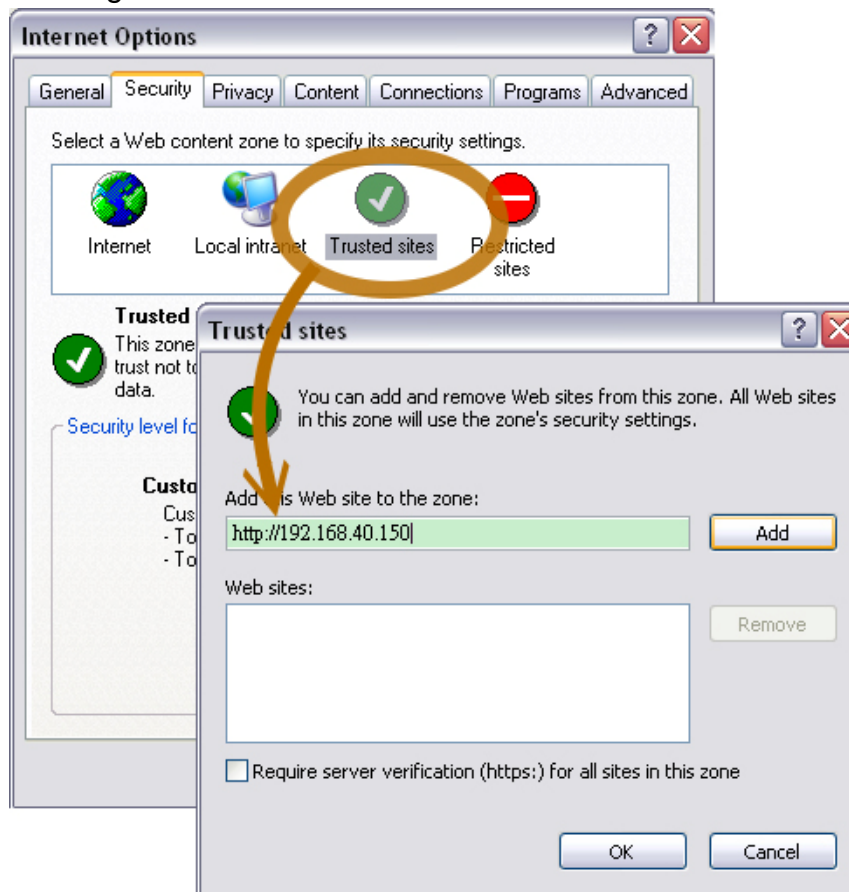 Internet Options
General Security Privacy Content Connections Programs Advanced
Select a Web content zone to specify its security settings.
Internet Local intranet Trusted sites Restricted
sites
Trusted
This zone
trust not to
data.
Security level fo
Custo
Cus
- To
- To
Trusted sites
You can add and remove Web sites from this zone. All Web sites
in this zone will use the zone's security settings.
Add this Web site to the zone:
http://192.168.40.150
Add
Web sites:
Remove
Require server verification (https:) for all sites in this zone
OK Cancel